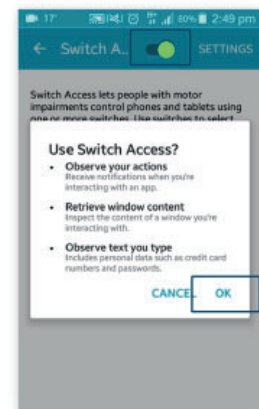 17° 80% 2:49 pm
Switch A.. SETTINGS
Switch Access lets people with motor
impairments control phones and tablets using
one or more switches. Use switches to select
Use Switch Access?
• Observe your actions
Receive notifications when you're
interacting with an app.
• Retrieve window content
Inspect the content of a window you're
interacting with.
• Observe text you type
Includes personal data such as credit card
numbers and passwords.
CANCEL OK